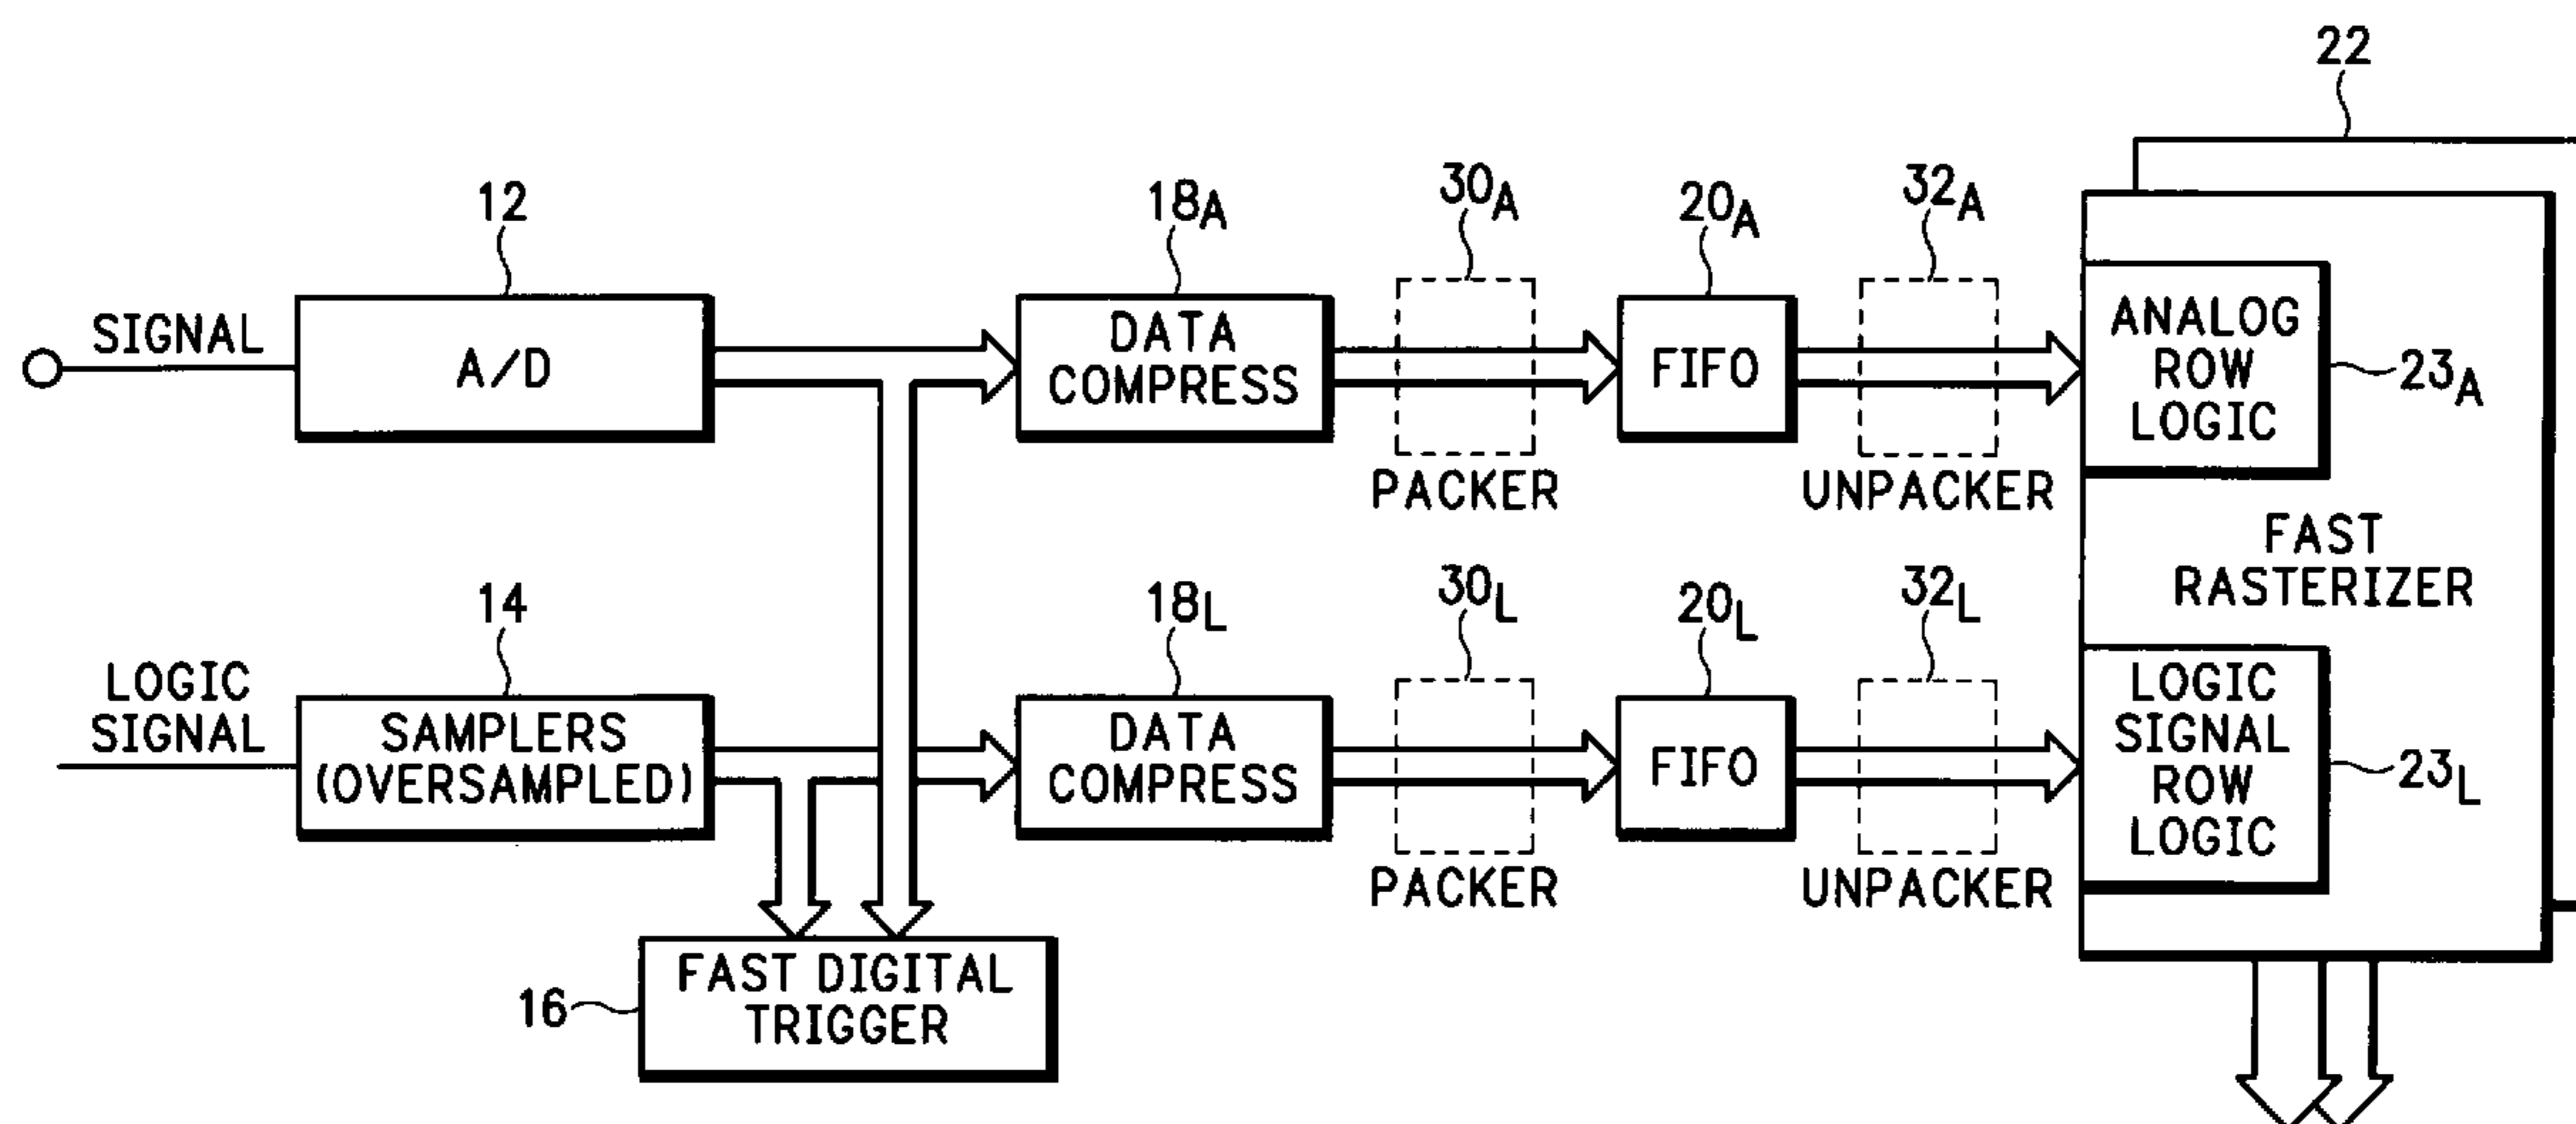 22
12
18A
30A
20A
32A
SIGNAL
A/D
DATA
COMPRESS
FIFO
ANALOG
ROW
LOGIC
23A
PACKER
UNPACKER
FAST
RASTERIZER
14
18L
30L
20L
32L
LOGIC
SIGNAL
SAMPLERS
(OVERSAMPLED)
DATA
COMPRESS
FIFO
LOGIC
SIGNAL
ROW
LOGIC
23L
PACKER
UNPACKER
16
FAST DIGITAL
TRIGGER